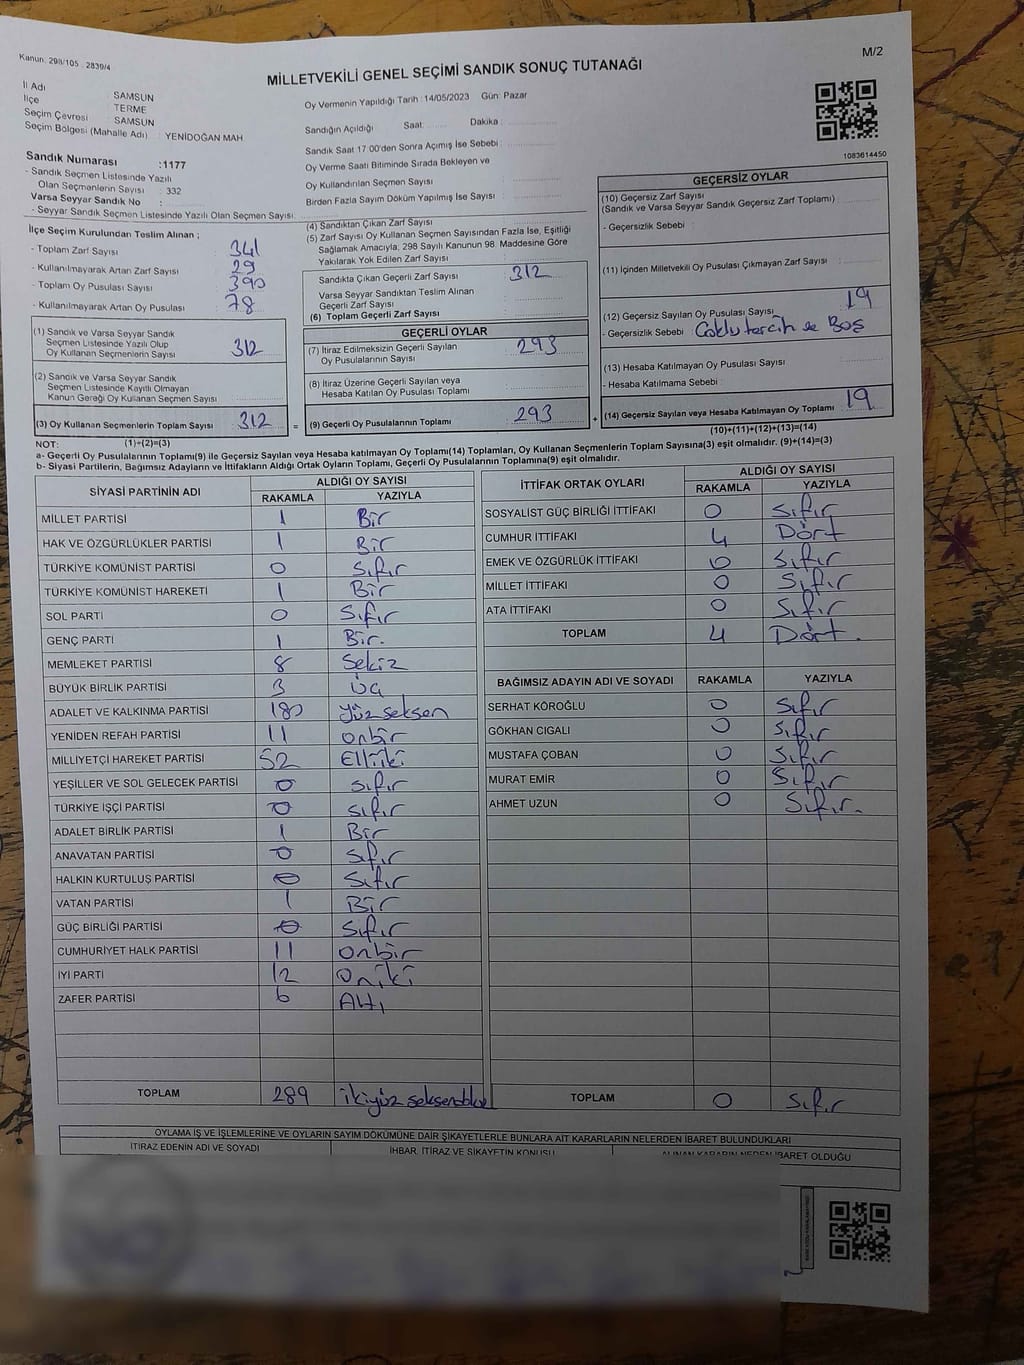 Kanun: 298/105 2839/4
M/2
MİLLETVEKİLİ GENEL SEÇİMİ SANDIK SONUÇ TUTANAĞI
İl Adı SAMSUN
İlçe TERME
Seçim Çevresi SAMSUN
Seçim Bölgesi (Mahalle Adı) : YENİDOĞAN MAH
Sandık Numarası :1177
- Sandık Seçmen Listesinde Yazılı
Olan Seçmenlerin Sayısı : 332
Varsa Seyyar Sandık No :
- Seyyar Sandık Seçmen Listesinde Yazılı Olan Seçmen Sayısı
Oy Vermenin Yapıldığı Tarih :14/05/2023 Gün: Pazar
Sandığın Açıldığı Saat: Dakika :
Sandık Saat 17:00'den Sonra Açılmış İse Sebebi :
Oy Verme Saati Bitiminde Sırada Bekleyen ve
Oy Kullandırılan Seçmen Sayısı :
Birden Fazla Sayım Döküm Yapılmış İse Sayısı :
1083614450
İlçe Seçim Kurulundan Teslim Alınan ;
- Toplam Zarf Sayısı : 341
- Kullanılmayarak Artan Zarf Sayısı : 29
- Toplam Oy Pusulası Sayısı : 390
- Kullanılmayarak Artan Oy Pusulası : 78
(1) Sandık ve Varsa Seyyar Sandık
Seçmen Listesinde Yazılı Olup
Oy Kullanan Seçmenlerin Sayısı : 312
(2) Sandık ve Varsa Seyyar Sandık
Seçmen Listesinde Kayıtlı Olmayan
Kanun Gereği Oy Kullanan Seçmen Sayısı :
(3) Oy Kullanan Seçmenlerin Toplam Sayısı : 312
(1)+(2)=(3)
(4) Sandıktan Çıkan Zarf Sayısı :
(5) Zarf Sayısı Oy Kullanan Seçmen Sayısından Fazla İse, Eşitliği
Sağlamak Amacıyla; 298 Sayılı Kanunun 98. Maddesine Göre
Yakılarak Yok Edilen Zarf Sayısı :
Sandıkta Çıkan Geçerli Zarf Sayısı : 312
Varsa Seyyar Sandıktan Teslim Alınan
Geçerli Zarf Sayısı :
(6) Toplam Geçerli Zarf Sayısı :
GEÇERLİ OYLAR
(7) İtiraz Edilmeksizin Geçerli Sayılan
Oy Pusulalarının Sayısı : 293
(8) İtiraz Üzerine Geçerli Sayılan veya
Hesaba Katılan Oy Pusulası Toplamı :
= (9) Geçerli Oy Pusulalarının Toplamı : 293 +
GEÇERSİZ OYLAR
(10) Geçersiz Zarf Sayısı
(Sandık ve Varsa Seyyar Sandık Geçersiz Zarf Toplamı) :
- Geçersizlik Sebebi :
(11) İçinden Milletvekili Oy Pusulası Çıkmayan Zarf Sayısı :
(12) Geçersiz Sayılan Oy Pusulası Sayısı : 19
- Geçersizlik Sebebi : Çoklu tercih ve Boş
(13) Hesaba Katılmayan Oy Pusulası Sayısı :
- Hesaba Katılmama Sebebi :
(14) Geçersiz Sayılan veya Hesaba Katılmayan Oy Toplamı : 19
(10)+(11)+(12)+(13)=(14)
NOT:
a- Geçerli Oy Pusulalarının Toplamı(9) ile Geçersiz Sayılan veya Hesaba katılmayan Oy Toplamı(14) Toplamları, Oy Kullanan Seçmenlerin Toplam Sayısına(3) eşit olmalıdır. (9)+(14)=(3)
b- Siyasi Partilerin, Bağımsız Adayların ve İttifakların Aldığı Ortak Oyların Toplamı, Geçerli Oy Pusulalarının Toplamına(9) eşit olmalıdır.
SİYASİ PARTİNİN ADI ALDIĞI OY SAYISI
RAKAMLA YAZIYLA
MİLLET PARTİSİ 1 Bir
HAK VE ÖZGÜRLÜKLER PARTİSİ 1 Bir
TÜRKİYE KOMÜNİST PARTİSİ 0 Sıfır
TÜRKİYE KOMÜNİST HAREKETİ 1 Bir
SOL PARTİ 0 Sıfır
GENÇ PARTİ 1 Bir.
MEMLEKET PARTİSİ 8 Sekiz
BÜYÜK BİRLİK PARTİSİ 3 Üç
ADALET VE KALKINMA PARTİSİ 180 Yüzseksen
YENİDEN REFAH PARTİSİ 11 Onbir
MİLLİYETÇİ HAREKET PARTİSİ 52 Elliiki
YEŞİLLER VE SOL GELECEK PARTİSİ 0 Sıfır
TÜRKİYE İŞÇİ PARTİSİ 0 Sıfır
ADALET BİRLİK PARTİSİ 1 Bir
ANAVATAN PARTİSİ 0 Sıfır
HALKIN KURTULUŞ PARTİSİ 0 Sıfır
VATAN PARTİSİ 1 Bir
GÜÇ BİRLİĞİ PARTİSİ 0 Sıfır
CUMHURİYET HALK PARTİSİ 11 Onbir
İYİ PARTİ 12 Oniki
ZAFER PARTİSİ 6 Altı
TOPLAM 289 ikiyüz seksendokuz
İTTİFAK ORTAK OYLARI ALDIĞI OY SAYISI
RAKAMLA YAZIYLA
SOSYALİST GÜÇ BİRLİĞİ İTTİFAKI 0 Sıfır
CUMHUR İTTİFAKI 4 Dört
EMEK VE ÖZGÜRLÜK İTTİFAKI 0 Sıfır
MİLLET İTTİFAKI 0 Sıfır
ATA İTTİFAKI 0 Sıfır
TOPLAM 4 Dört.
BAĞIMSIZ ADAYIN ADI VE SOYADI RAKAMLA YAZIYLA
SERHAT KÖROĞLU 0 Sıfır
GÖKHAN CIGALI 0 Sıfır
MUSTAFA ÇOBAN 0 Sıfır
MURAT EMİR 0 Sıfır
AHMET UZUN 0 Sıfır.
TOPLAM 0 Sıfır
OYLAMA İŞ VE İŞLEMLERİNE VE OYLARIN SAYIM DÖKÜMÜNE DAİR ŞİKAYETLERLE BUNLARA AİT KARARLARIN NELERDEN İBARET BULUNDUKLARI
İTİRAZ EDENİN ADI VE SOYADI İHBAR, İTİRAZ VE ŞİKAYETİN KONUSU ALINAN KARARIN NEDEN İBARET OLDUĞU